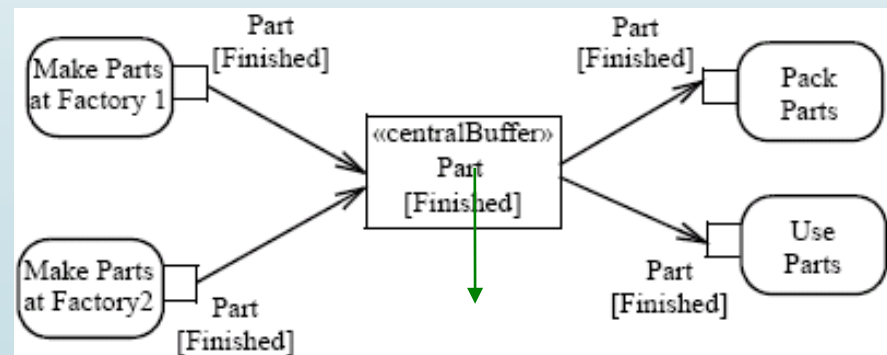 Part
[Finished]
Make Parts
at Factory 1
Part
[Finished]
Pack
Parts
«centralBuffer»
Part
[Finished]
Make Parts
at Factory2
Part
[Finished]
Use
Parts
Part
[Finished]